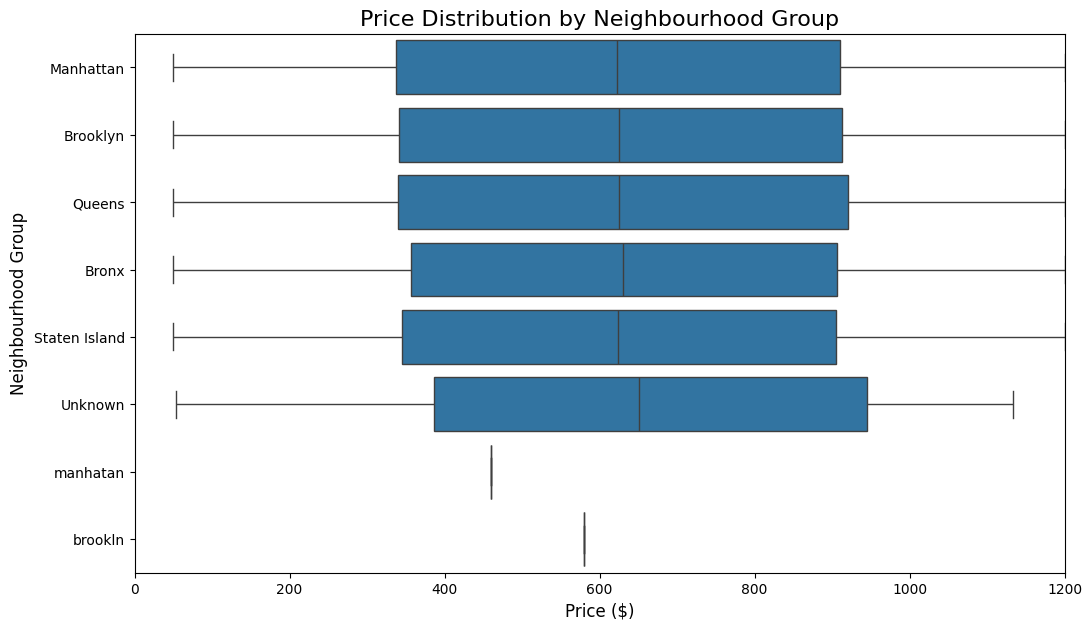 Price Distribution by Neighbourhood Group
Neighbourhood Group
Manhattan
Brooklyn
Queens
Bronx
Staten Island
Unknown
manhatan
brookln
0 200 400 600 800 1000 1200
Price ($)